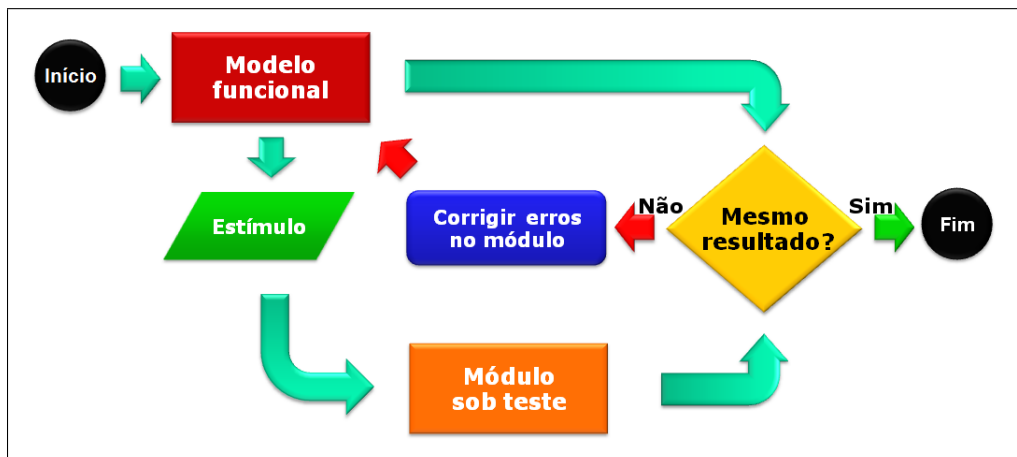 Início
Modelo
funcional
Estímulo
Corrigir erros
no módulo
Não
Mesmo
resultado?
Sim
Fim
Módulo
sob teste